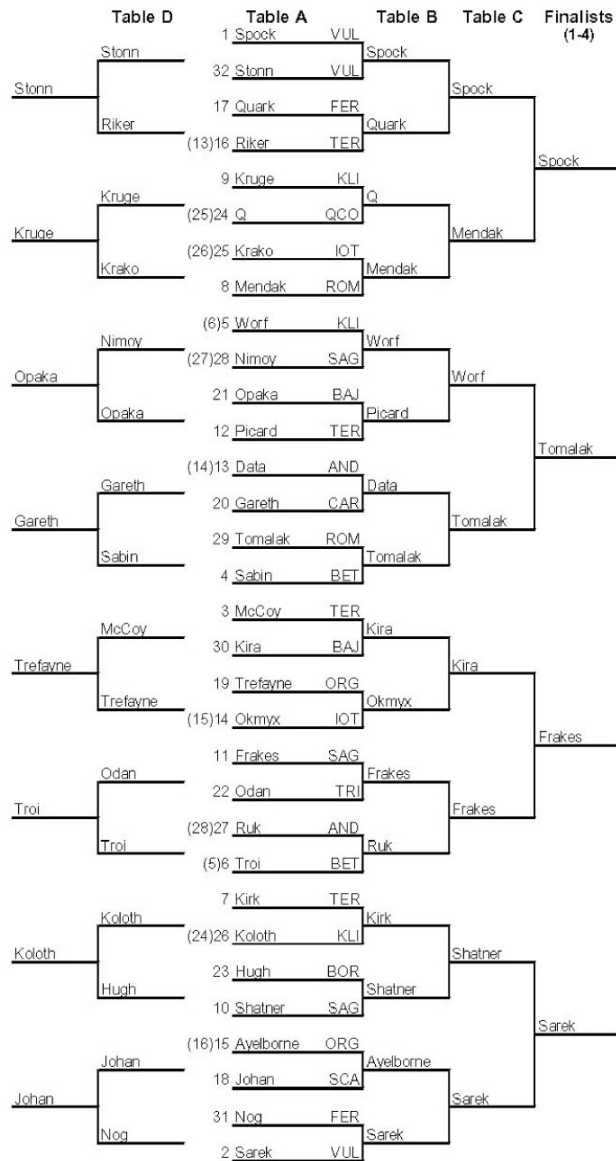 Table D Table A Table B Table C Finalists
(1-4)
1 Spock VUL
Stonn Spock
32 Stonn VUL
Stonn Spock
17 Quark FER
Riker Quark
(13)16 Riker TER
Spock
9 Kruge KLI
Kruge Q
(25)24 Q QCO
Kruge Mendak
(26)25 Krako IOT
Krako Mendak
8 Mendak ROM
(6)5 Worf KLI
Nimoy Worf
(27)28 Nimoy SAG
Opaka Worf
21 Opaka BAJ
Opaka Picard
12 Picard TER
Tomalak
(14)13 Data AND
Gareth Data
20 Gareth CAR
Gareth Tomalak
29 Tomalak ROM
Sabin Tomalak
4 Sabin BET
3 McCoy TER
McCoy Kira
30 Kira BAJ
Trefayne Kira
19 Trefayne ORG
Trefayne Okmyx
(15)14 Okmyx IOT
Frakes
11 Frakes SAG
Odan Frakes
22 Odan TRI
Troi Frakes
(28)27 Ruk AND
Troi Ruk
(5)6 Troi BET
7 Kirk TER
Koloth Kirk
(24)26 Koloth KLI
Koloth Shatner
23 Hugh BOR
Hugh Shatner
10 Shatner SAG
Sarek
(16)15 Ayelborne ORG
Johan Ayelborne
18 Johan SCA
Johan Sarek
31 Nog FER
Nog Sarek
2 Sarek VUL